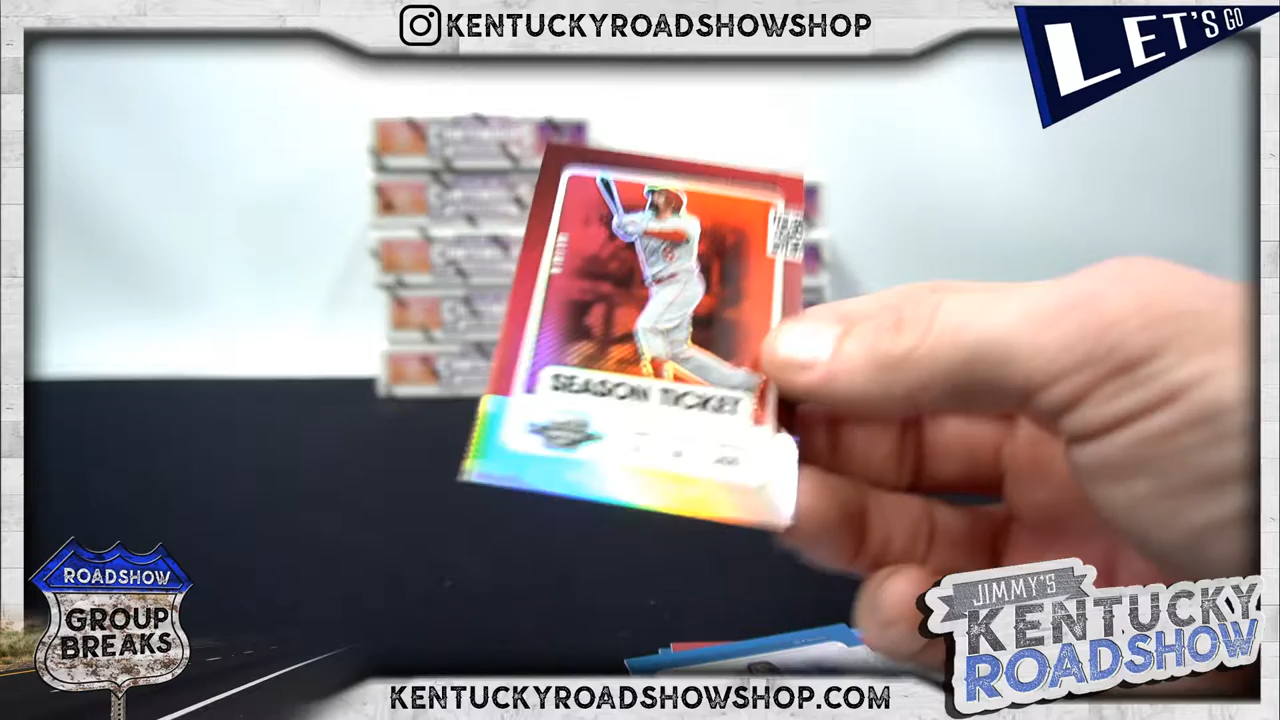 KENTUCKYROADSHOWSHOP
LET'S GO
SEASON TICKET
ROADSHOW
GROUP
BREAKS
JIMMY'S
KENTUCKY
ROADSHOW
KENTUCKYROADSHOWSHOP.COM